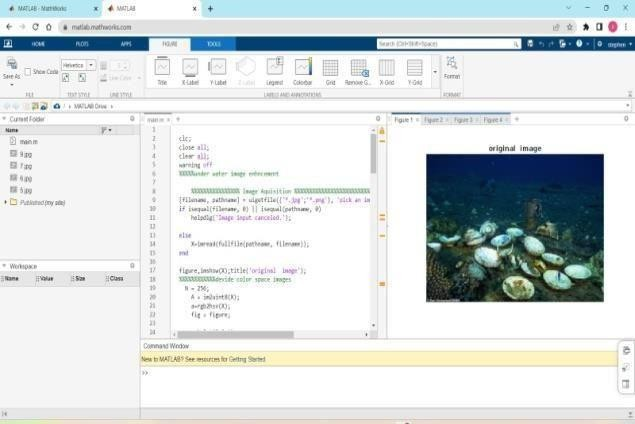 MATLAB - MathWorks × MATLAB × +
matlab.mathworks.com
HOME PLOTS APPS FIGURE TOOLS Search (Ctrl+Shift+Space) stephen
Save As Show Code Helvetica Line Color Title X-Label Y-Label Z-Label Legend Colorbar Grid Remove G... X-Grid Y-Grid Format
FILE TEXT STYLE LINE STYLE LABELS AND ANNOTATIONS FORMAT
/ › MATLAB Drive ›
Current Folder
Name
main.m
9.jpg
7.jpg
6.jpg
5.jpg
Published (my site)
Workspace
Name Value Size Class
main.m × +
1
2 clc;
3 close all;
4 clear all;
5 warning off
6 %%%%%under water image enhncement
7
8 Image Aquisition
9 [filename, pathname] = uigetfile({'*.jpg';'*.png'}, 'pick an im
10 if isequal(filename, 0) || isequal(pathname, 0)
11 helpdlg('Image input canceled.');
12
13 else
14 X=imread(fullfile(pathname, filename));
15 end
16
17 figure,imshow(X);title('original image');
18 devide color space images
19 N = 256;
20 A = im2uint8(X);
21 a=rgb2hsv(X);
22 fig = figure;
23
24
Figure 1 × Figure 2 × Figure 3 × Figure 4 × +
original image
Command Window
New to MATLAB? See resources for Getting Started
>>